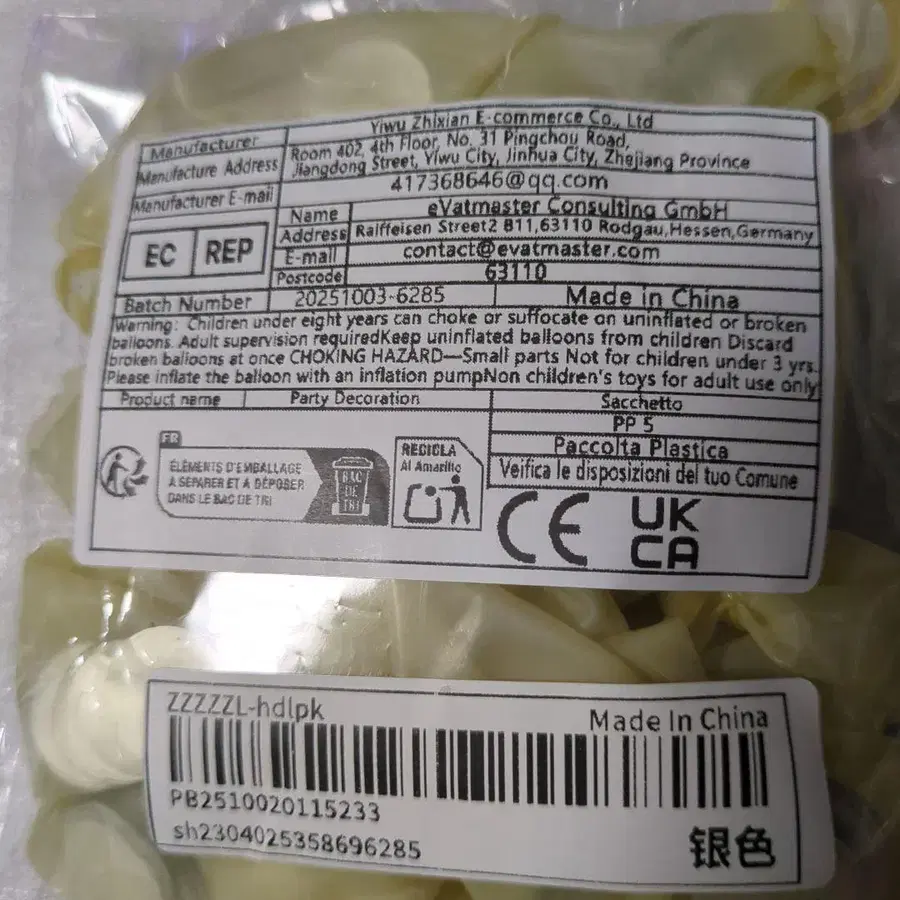 Manufacturer Yiwu Zhixian E-commerce Co., Ltd
Manufacture Address Room 402, 4th Floor, No. 31 Pingchou Road,
Jiangdong Street, Yiwu City, Jinhua City, Zhejiang Province
Manufacturer E-mail 417368646@qq.com
EC REP
Name eVatmaster Consulting GmbH
Address Raiffeisen Street2 B11,63110 Rodgau,Hessen,Germany
E-mail contact@evatmaster.com
Postcode 63110
Batch Number 20251003-6285 Made in China
Warning: Children under eight years can choke or suffocate on uninflated or broken
balloons. Adult supervision requiredKeep uninflated balloons from children Discard
broken balloons at once CHOKING HAZARD—Small parts Not for children under 3 yrs.
Please inflate the balloon with an inflation pumpNon children's toys for adult use only
Product name Party Decoration
Sacchetto
PP 5
Paccolta Plastica
Veifica le disposizioni del tuo Comune
FR
ÉLÉMENTS D'EMBALLAGE
À SÉPARER ET À DÉPOSER
DANS LE BAC DE TRI
BAC
DE
TRI
RECICLA
Al Amarillo
CE
UK
CA
ZZZZZL-hdlpk
Made In China
PB2510020115233
sh2304025358696285
银色